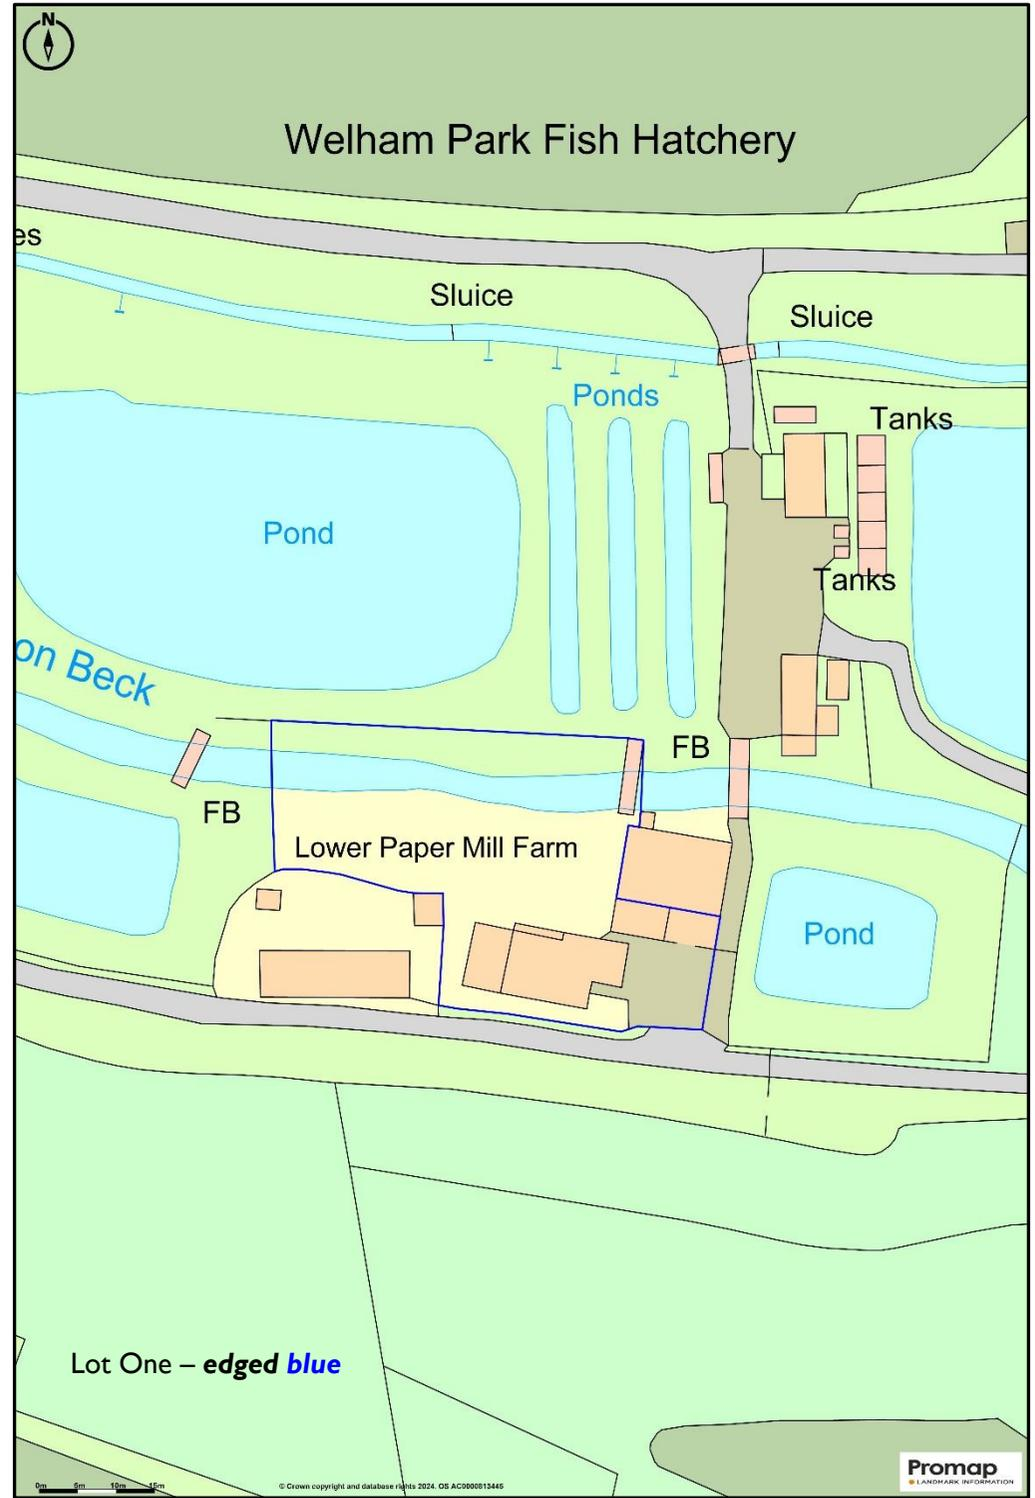 N
Welham Park Fish Hatchery
es
Sluice
Sluice
Ponds
Tanks
Pond
Tanks
on Beck
FB
FB
Lower Paper Mill Farm
Pond
Lot One – edged blue
0m 5m 10m 15m
© Crown copyright and database rights 2024. OS AC0000813445
Promap
LANDMARK INFORMATION